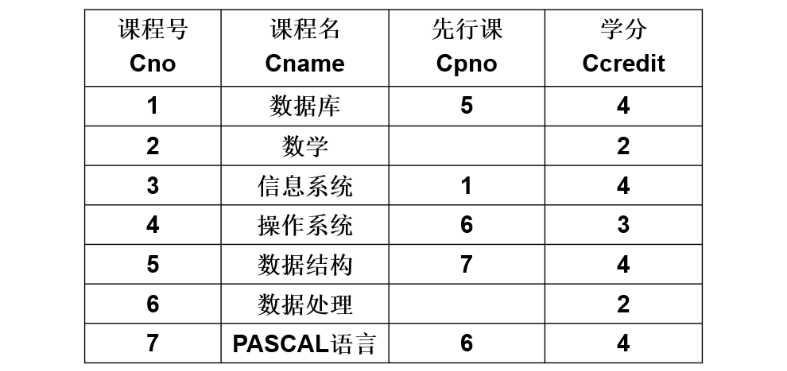 课程号 课程名 先行课 学分
Cno Cname Cpno Ccredit
1 数据库 5 4
2 数学 2
3 信息系统 1 4
4 操作系统 6 3
5 数据结构 7 4
6 数据处理 2
7 PASCAL语言 6 4